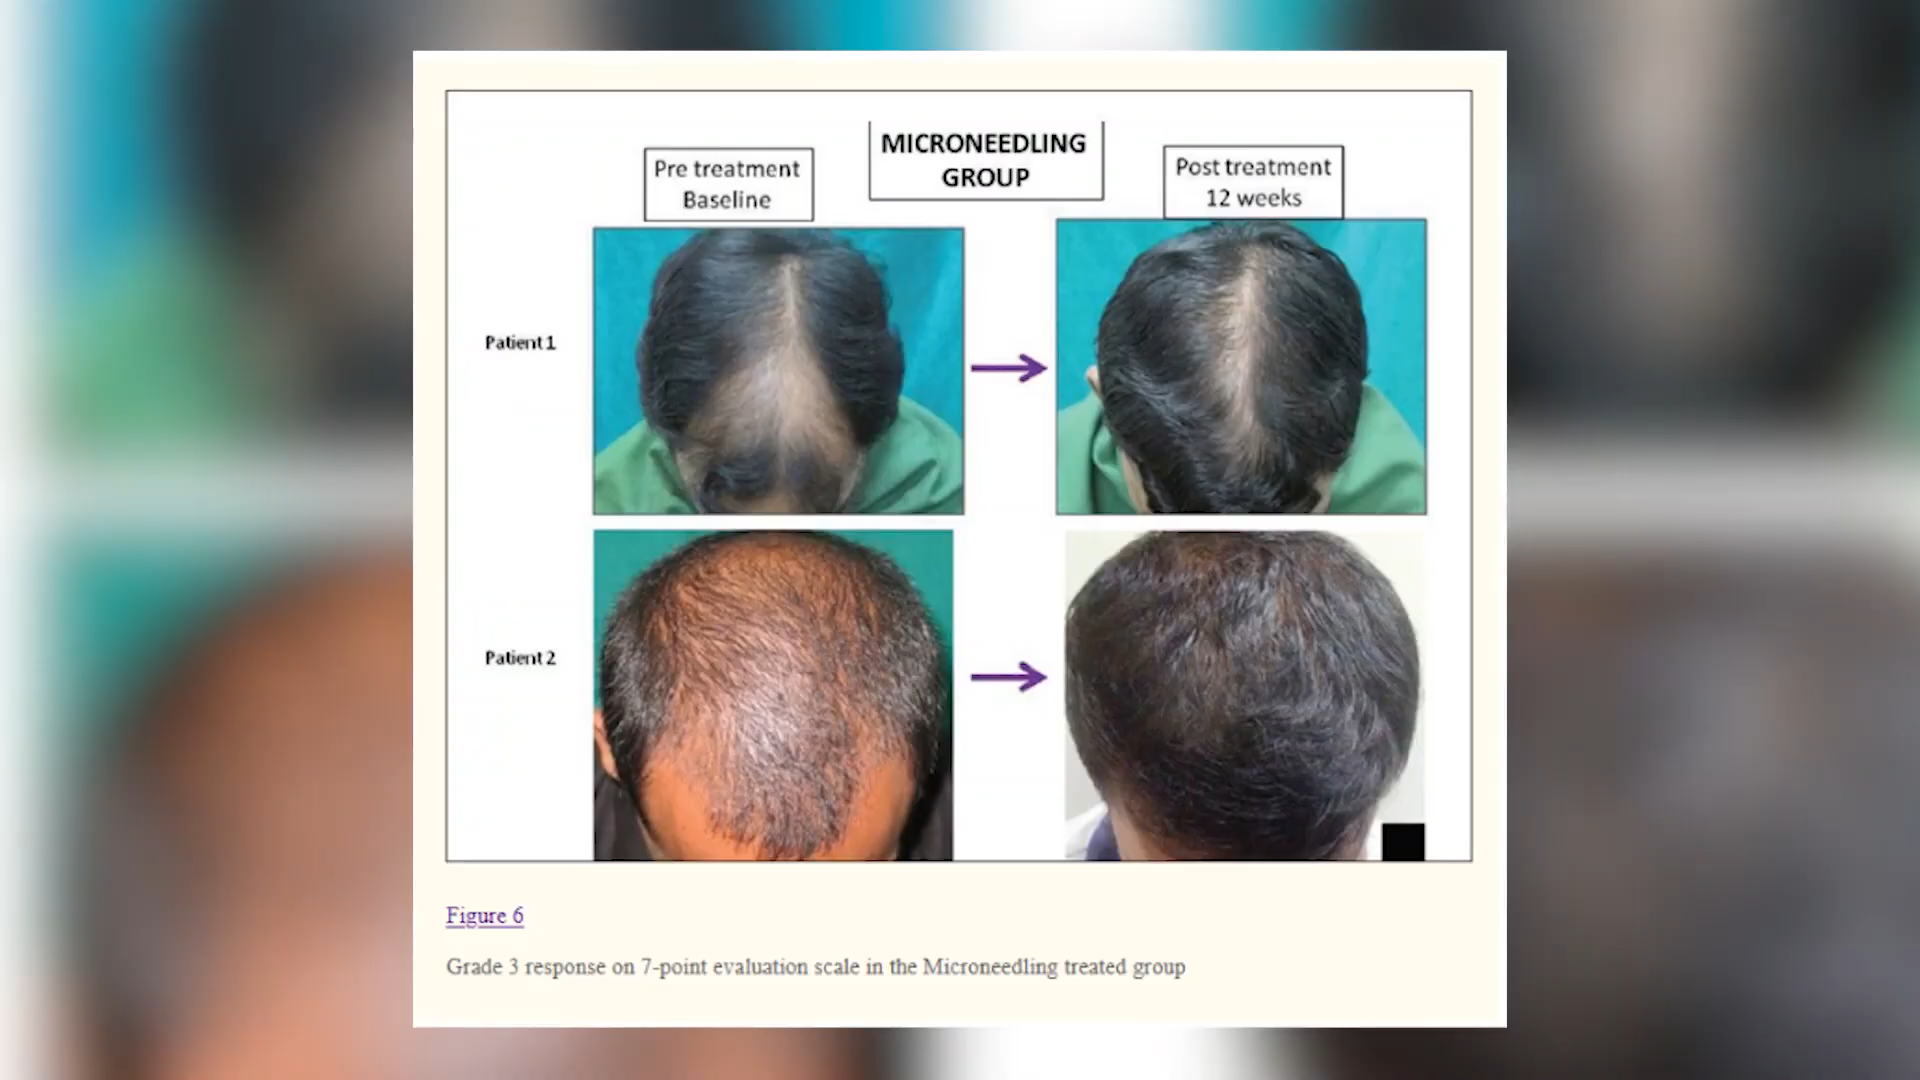 MICRONEEDLING
GROUP
Pre treatment
Baseline
Post treatment
12 weeks
Patient 1
Patient 2
Figure 6
Grade 3 response on 7-point evaluation scale in the Microneedling treated group